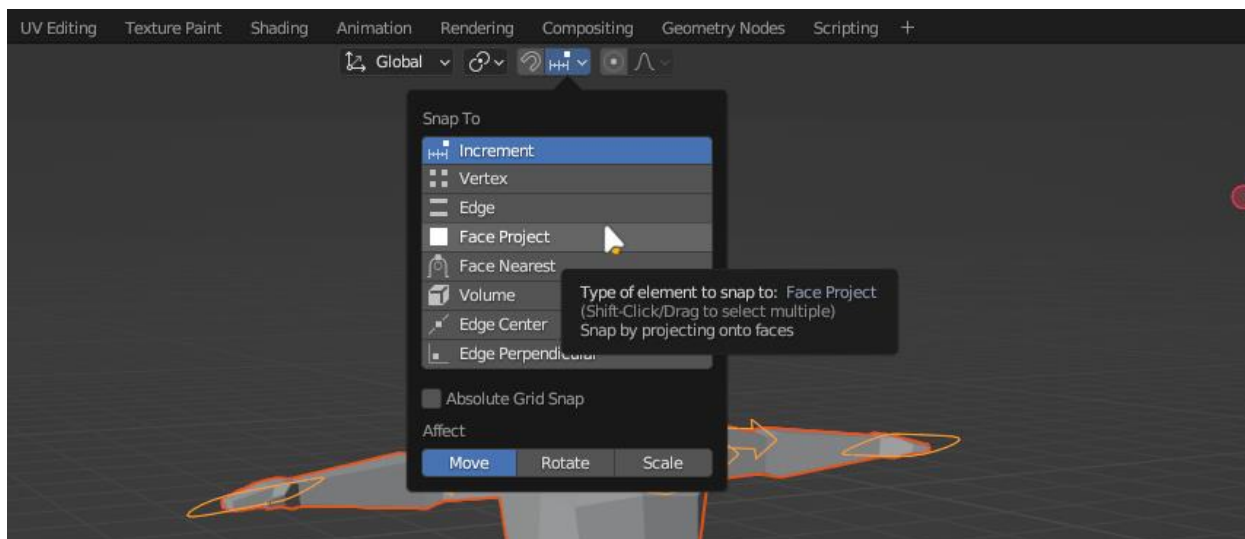 UV Editing Texture Paint Shading Animation Rendering Compositing Geometry Nodes Scripting +
Global
Snap To
Increment
Vertex
Edge
Face Project
Face Nearest
Volume
Edge Center
Edge Perpendicular
Type of element to snap to: Face Project
(Shift-Click/Drag to select multiple)
Snap by projecting onto faces
Absolute Grid Snap
Affect
Move Rotate Scale